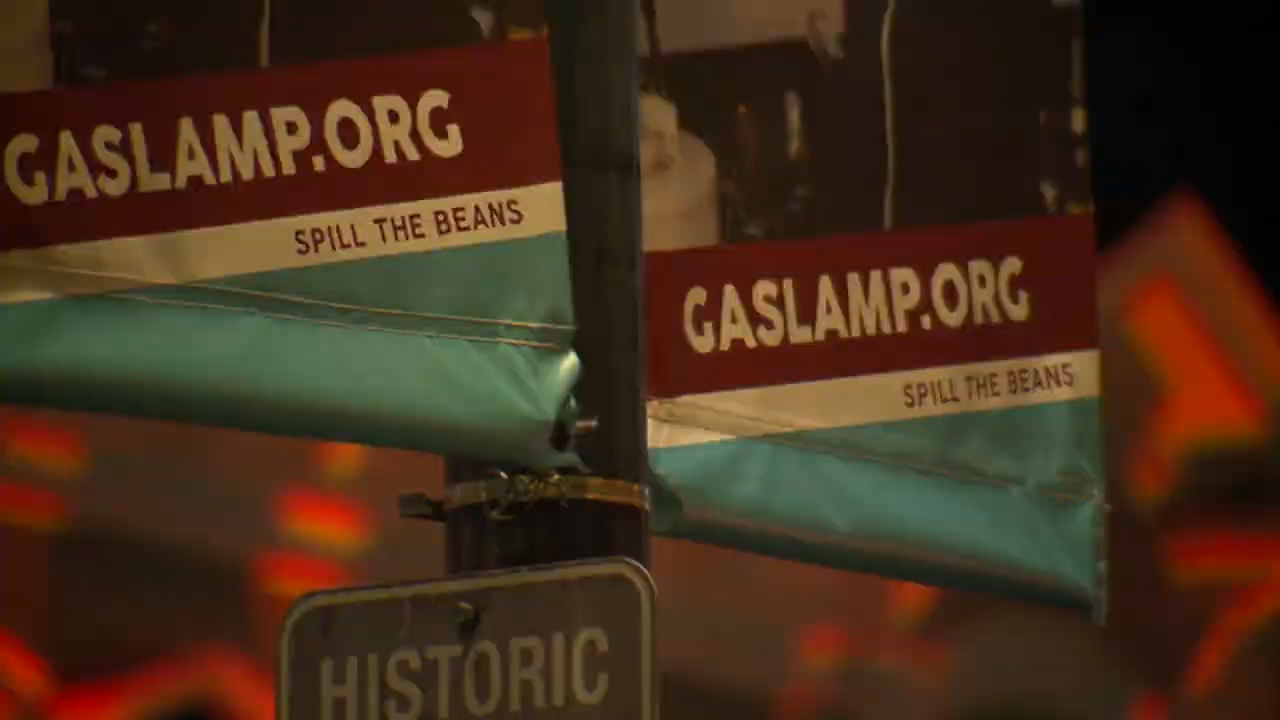 GASLAMP.ORG
SPILL THE BEANS
GASLAMP.ORG
SPILL THE BEANS
HISTORIC